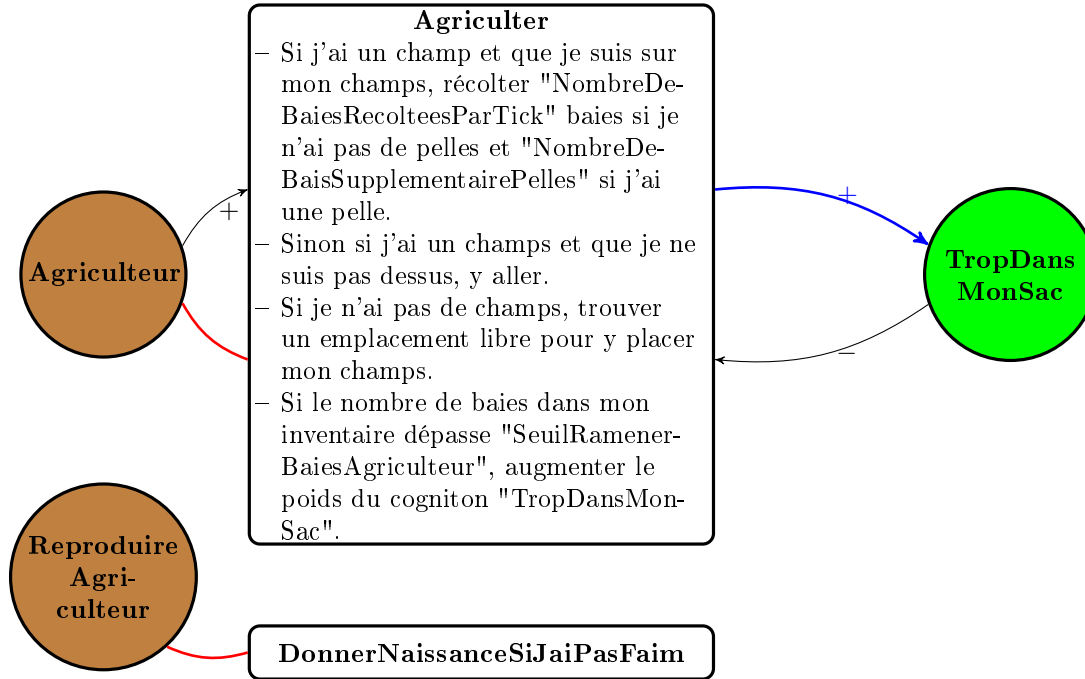 Agriculter
– Si j'ai un champ et que je suis sur
mon champs, récolter "NombreDe-
BaiesRecolteesParTick" baies si je
n'ai pas de pelles et "NombreDe-
BaisSupplementairePelles" si j'ai
une pelle.
– Sinon si j'ai un champs et que je ne
suis pas dessus, y aller.
– Si je n'ai pas de champs, trouver
un emplacement libre pour y placer
mon champs.
– Si le nombre de baies dans mon
inventaire dépasse "SeuilRamener-
BaiesAgriculteur", augmenter le
poids du cogniton "TropDansMon-
Sac".
Agriculteur
+
+
–
TropDans
MonSac
Reproduire
Agri-
culteur
DonnerNaissanceSiJaiPasFaim